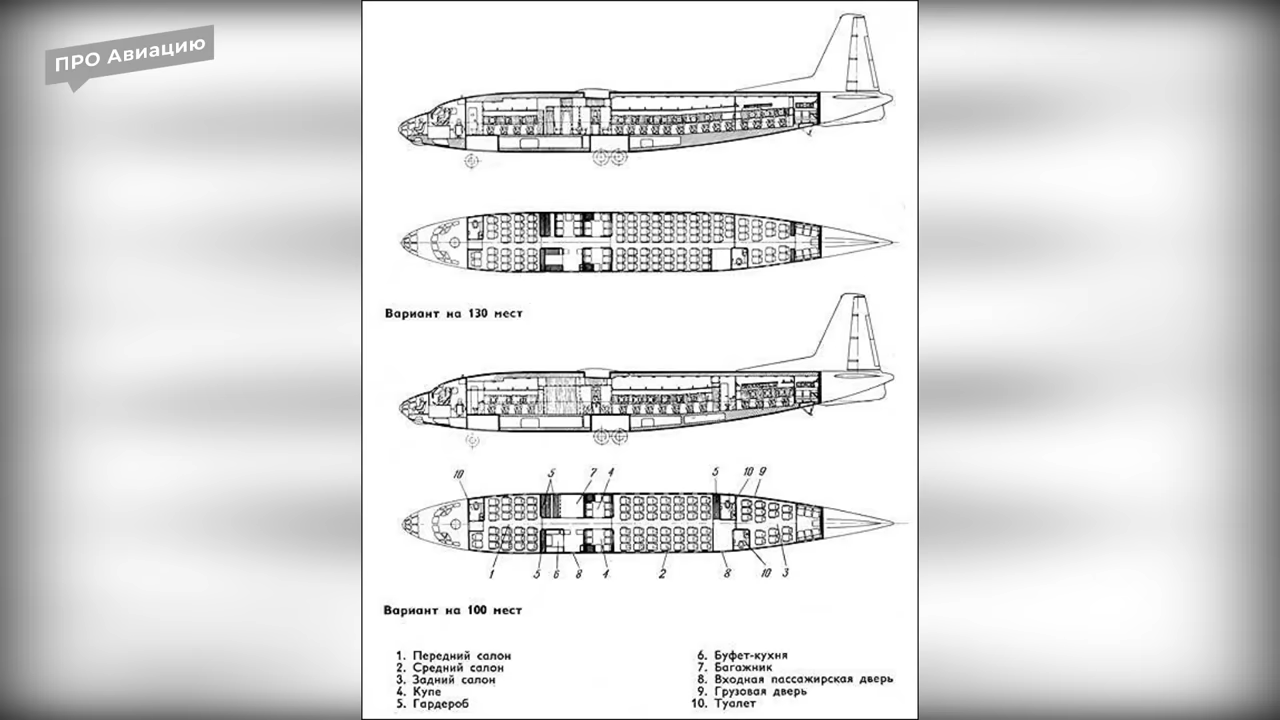 ПРО Авиацию
Вариант на 130 мест
10 5 7 4 5 10 9
1 5 6 8 4 2 8 10 3
Вариант на 100 мест
1. Передний салон
2. Средний салон
3. Задний салон
4. Купе
5. Гардероб
6. Буфет-кухня
7. Багажник
8. Входная пассажирская дверь
9. Грузовая дверь
10. Туалет